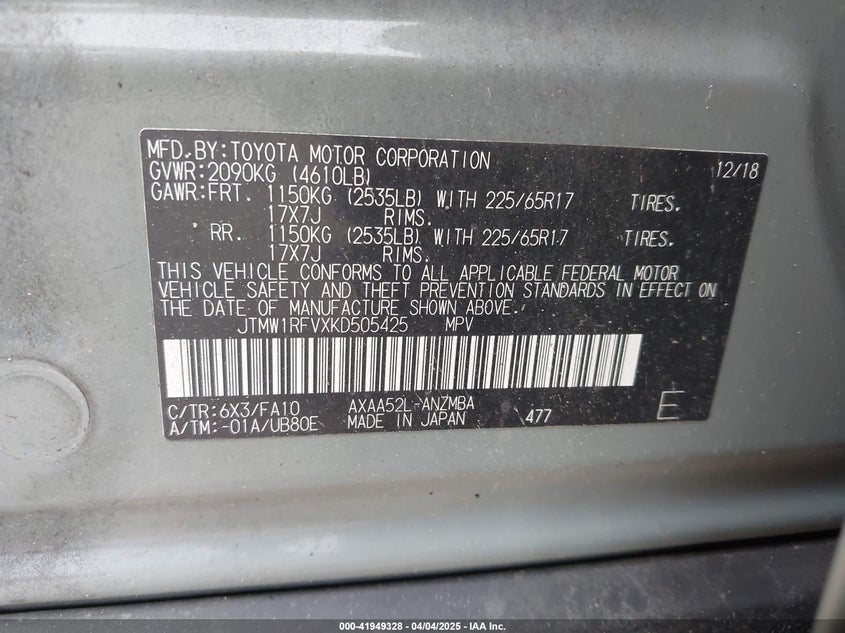 MFD.BY:TOYOTA MOTOR CORPORATION 12/18
GVWR:2090KG (4610LB)
GAWR:FRT. 1150KG (2535LB) WITH 225/65R17 TIRES.
17X7J RIMS.
RR. 1150KG (2535LB) WITH 225/65R17 TIRES.
17X7J RIMS.
THIS VEHICLE CONFORMS TO ALL APPLICABLE FEDERAL MOTOR
VEHICLE SAFETY AND THEFT PREVENTION STANDARDS IN EFFECT ON
THE DATE OF MANUFACTURE SHOWN ABOVE.
JTMW1RFVXKD505425 MPV
C/TR:6X3/FA10 AXAA52L-ANZMBA
A/TM:-01A/UB80E MADE IN JAPAN 477 E
000-41949328 - 04/04/2025 - IAA Inc.